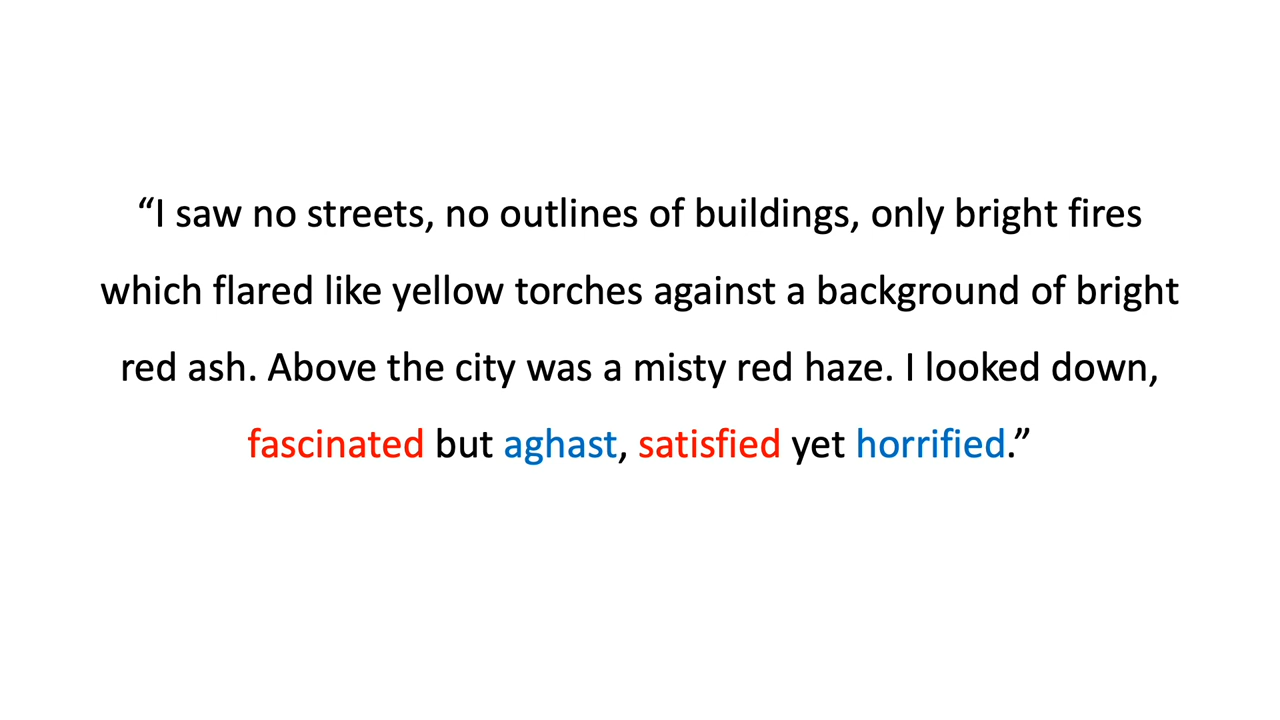 “I saw no streets, no outlines of buildings, only bright fires
which flared like yellow torches against a background of bright
red ash. Above the city was a misty red haze. I looked down,
fascinated but aghast, satisfied yet horrified.”